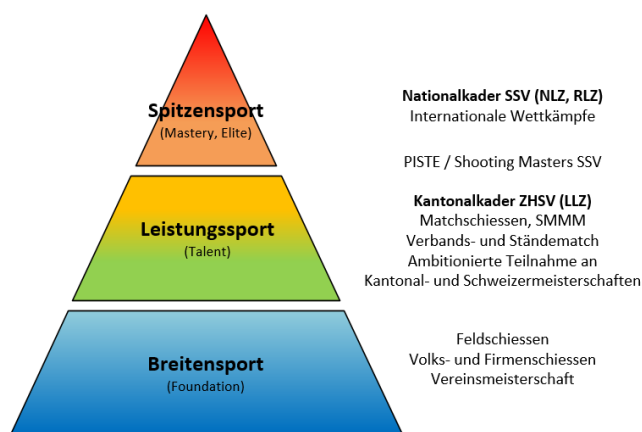 Spitzensport
(Mastery, Elite)
Nationalkader SSV (NLZ, RLZ)
Internationale Wettkämpfe
PISTE / Shooting Masters SSV
Leistungssport
(Talent)
Kantonalkader ZHSV (LLZ)
Matchschiessen, SMMM
Verbands- und Ständematch
Ambitionierte Teilnahme an
Kantonal- und Schweizermeisterschaften
Breitensport
(Foundation)
Feldschiessen
Volks- und Firmenschiessen
Vereinsmeisterschaft